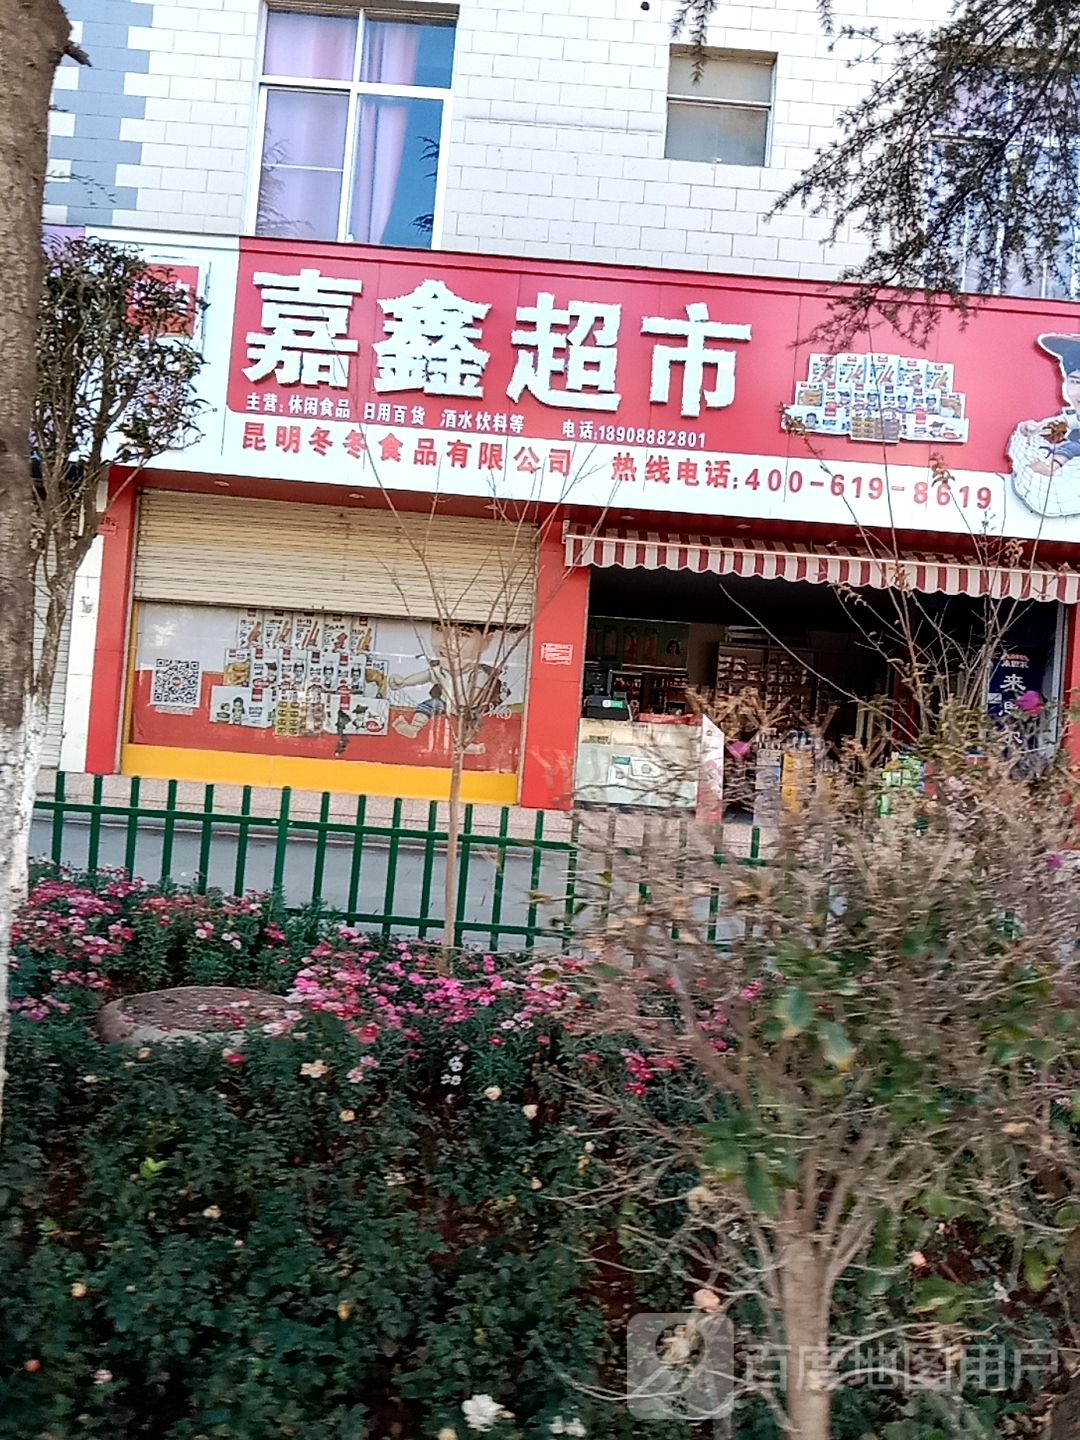 嘉鑫超市
主营:休闲食品 日用百货 酒水饮料等 电话:18908882801
昆明冬冬食品有限公司 热线电话:400-619-8619
来
百度地图用户